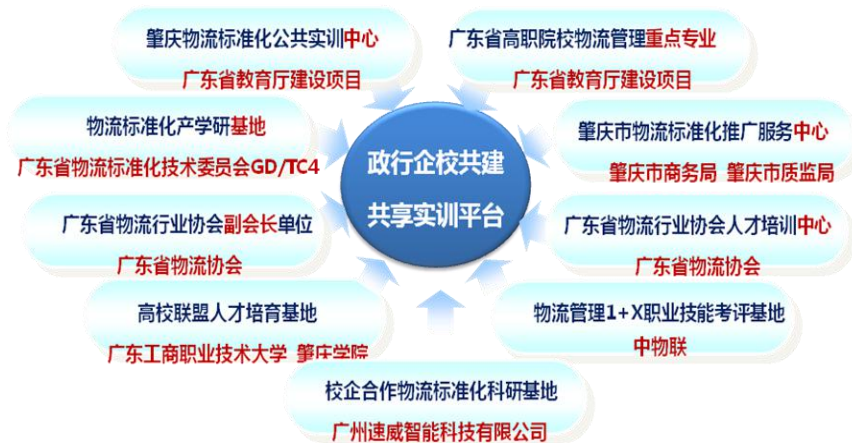 肇庆物流标准化公共实训中心
广东省教育厅建设项目
广东省高职院校物流管理重点专业
广东省教育厅建设项目
物流标准化产学研基地
广东省物流标准化技术委员会GD/TC4
肇庆市物流标准化推广服务中心
肇庆市商务局 肇庆市质监局
政行企校共建
共享实训平台
广东省物流行业协会副会长单位
广东省物流协会
广东省物流行业协会人才培训中心
广东省物流协会
高校联盟人才培育基地
广东工商职业技术大学 肇庆学院
物流管理1+X职业技能考评基地
中物联
校企合作物流标准化科研基地
广州速威智能科技有限公司